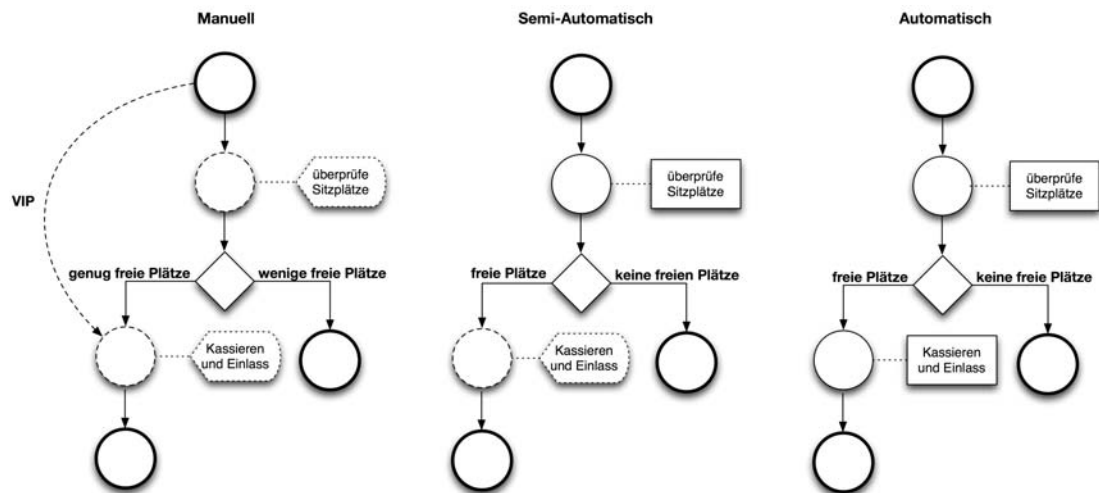 Manuell
VIP
überprüfe
Sitzplätze
genug freie Plätze
wenige freie Plätze
Kassieren
und Einlass
Semi-Automatisch
überprüfe
Sitzplätze
freie Plätze
keine freien Plätze
Kassieren
und Einlass
Automatisch
überprüfe
Sitzplätze
freie Plätze
keine freie Plätze
Kassieren
und Einlass